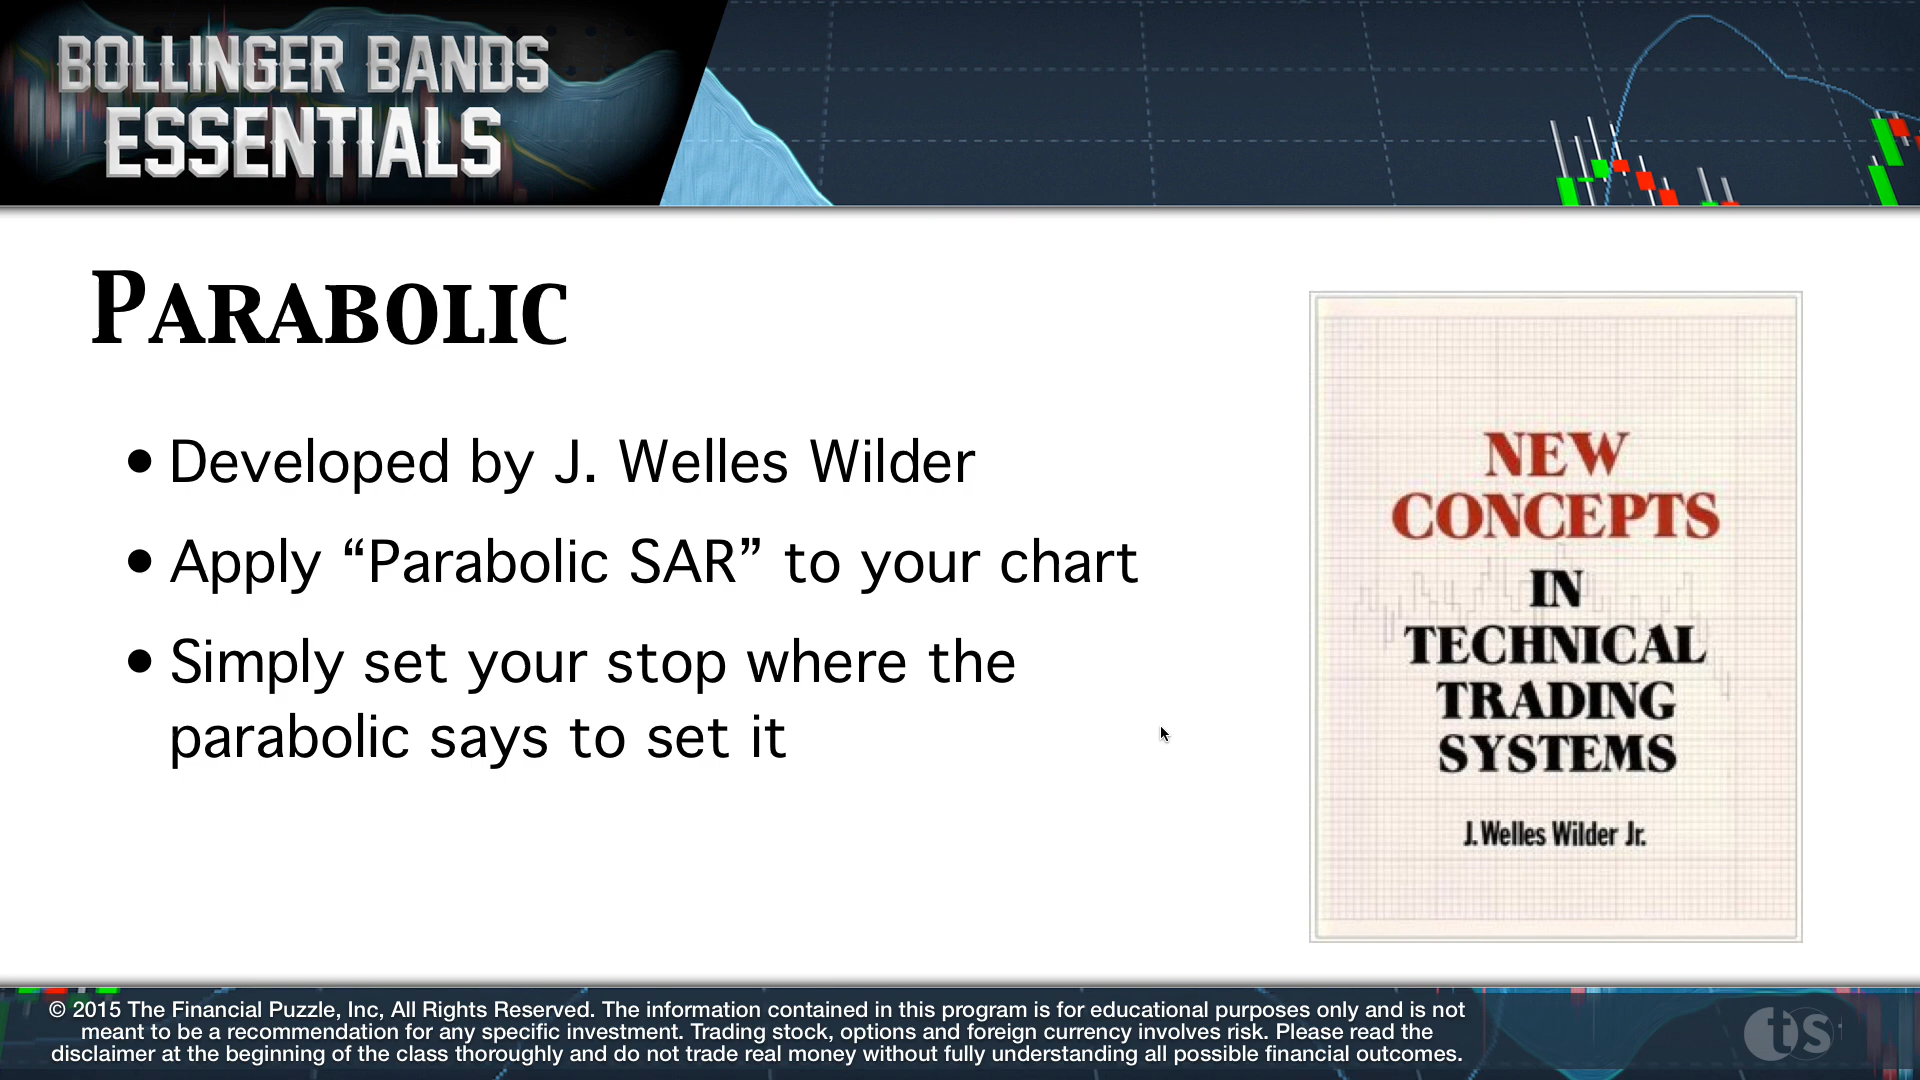 BOLLINGER BANDS
ESSENTIALS
PARABOLIC
• Developed by J. Welles Wilder
• Apply “Parabolic SAR” to your chart
• Simply set your stop where the
parabolic says to set it
NEW
CONCEPTS
IN
TECHNICAL
TRADING
SYSTEMS
J. Welles Wilder Jr.
© 2015 The Financial Puzzle, Inc, All Rights Reserved. The information contained in this program is for educational purposes only and is not
meant to be a recommendation for any specific investment. Trading stock, options and foreign currency involves risk. Please read the
disclaimer at the beginning of the class thoroughly and do not trade real money without fully understanding all possible financial outcomes.
ts